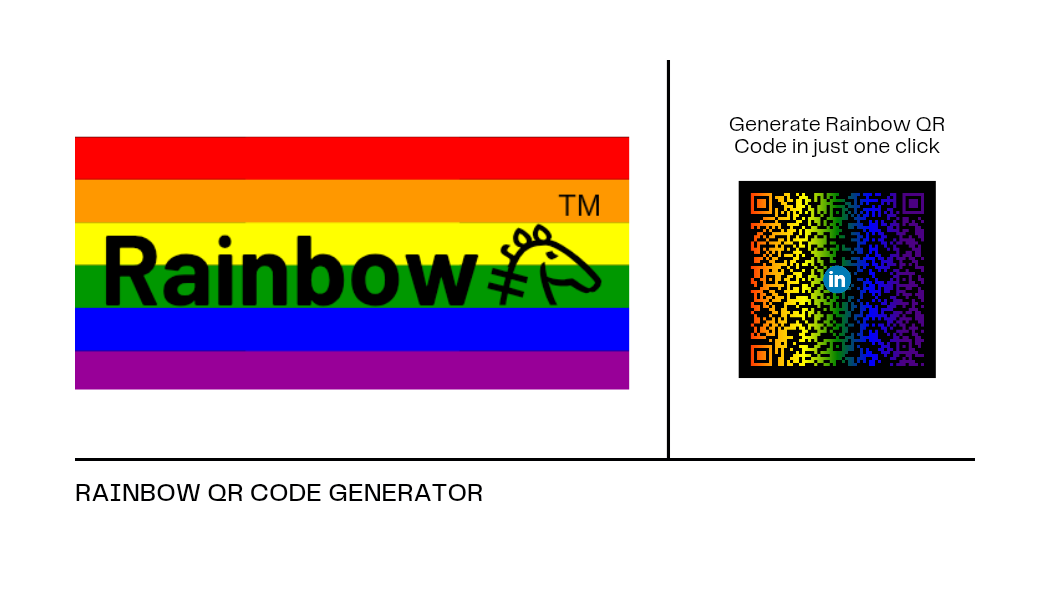 TM
Rainbow
Generate Rainbow QR
Code in just one click
in
RAINBOW QR CODE GENERATOR